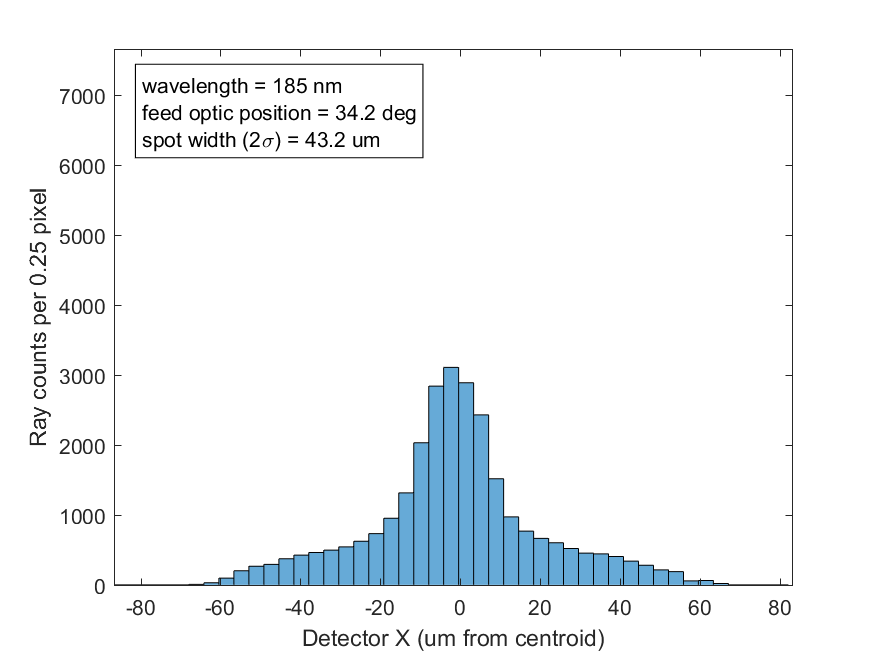 wavelength = 185 nm
feed optic position = 34.2 deg
spot width (2σ) = 43.2 um
7000
6000
5000
4000
3000
2000
1000
0
Ray counts per 0.25 pixel
-80 -60 -40 -20 0 20 40 60 80
Detector X (um from centroid)